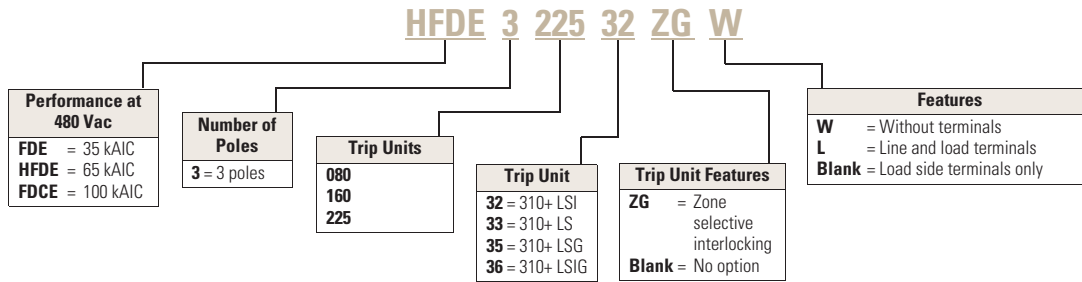 HFDE 3 225 32 ZG W
Performance at
480 Vac
FDE = 35 kAIC
HFDE = 65 kAIC
FDCE = 100 kAIC
Number of
Poles
3 = 3 poles
Trip Units
080
160
225
Trip Unit
32 = 310+ LSI
33 = 310+ LS
35 = 310+ LSG
36 = 310+ LSIG
Trip Unit Features
ZG = Zone
selective
interlocking
Blank = No option
Features
W = Without terminals
L = Line and load terminals
Blank = Load side terminals only